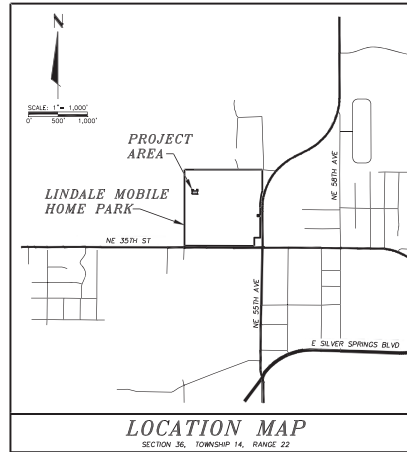 N
SCALE: 1"= 1,000'
0' 500' 1,000'
PROJECT
AREA
LINDALE MOBILE
HOME PARK
NE 35TH ST
NE 58TH AVE
NE 55TH AVE
E SILVER SPRINGS BLVD
LOCATION MAP
SECTION 36, TOWNSHIP 14, RANGE 22